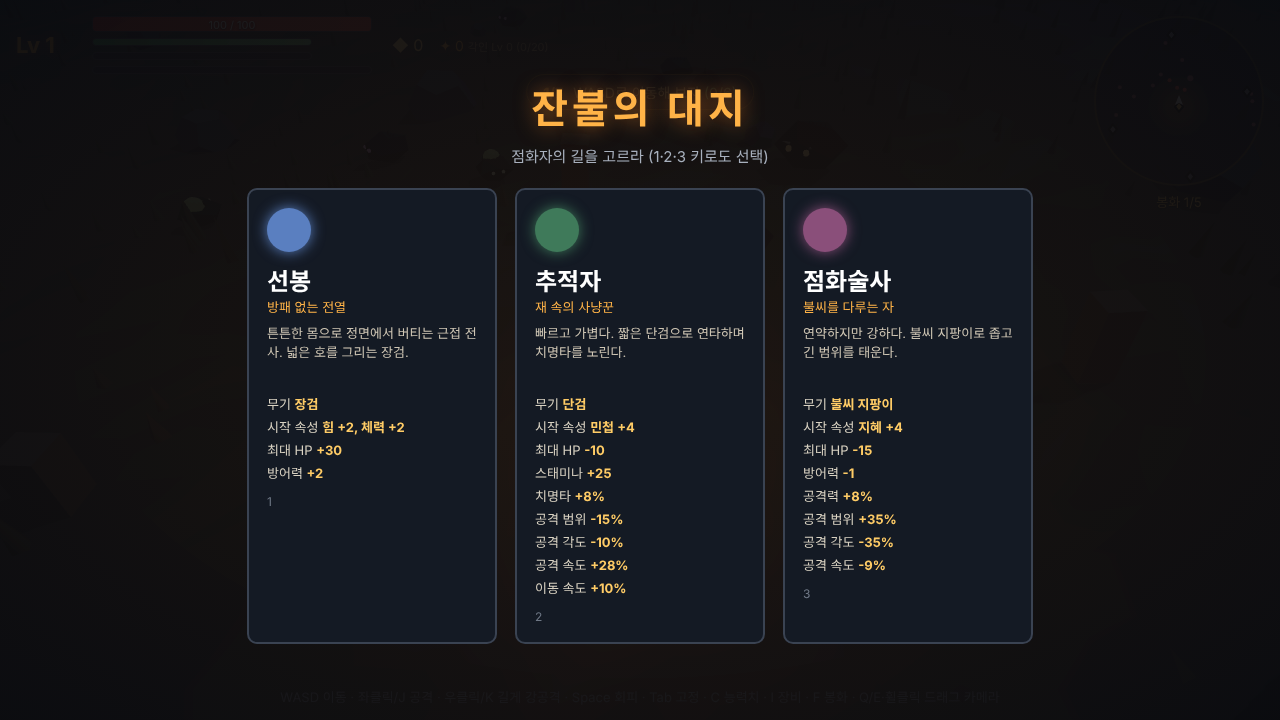 Lv 1
100 / 100
0
잔불의 대지
점화자의 길을 고르라 (1·2·3 키로도 선택)
봉화 1/5
선봉
방패 없는 전열
튼튼한 몸으로 정면에서 버티는 근접 전
사. 넓은 호를 그리는 장검.
무기 장검
시작 속성 힘 +2, 체력 +2
최대 HP +30
방어력 +2
1
추적자
재 속의 사냥꾼
빠르고 가볍다. 짧은 단검으로 연타하며
치명타를 노린다.
무기 단검
시작 속성 민첩 +4
최대 HP -10
스태미나 +25
치명타 +8%
공격 범위 -15%
공격 각도 -10%
공격 속도 +28%
이동 속도 +10%
2
점화술사
불씨를 다루는 자
연약하지만 강하다. 불씨 지팡이로 좁고
긴 범위를 태운다.
무기 불씨 지팡이
시작 속성 지혜 +4
최대 HP -15
방어력 -1
공격력 +8%
공격 범위 +35%
공격 각도 -35%
공격 속도 -9%
3
WASD 이동